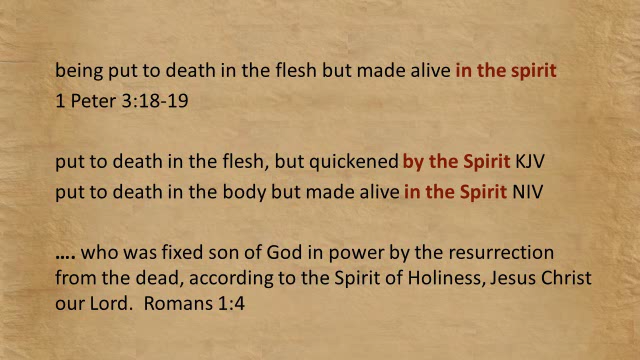 being put to death in the flesh but made alive in the spirit
1 Peter 3:18-19
put to death in the flesh, but quickened by the Spirit KJV
put to death in the body but made alive in the Spirit NIV
…. who was fixed son of God in power by the resurrection
from the dead, according to the Spirit of Holiness, Jesus Christ
our Lord.  Romans 1:4